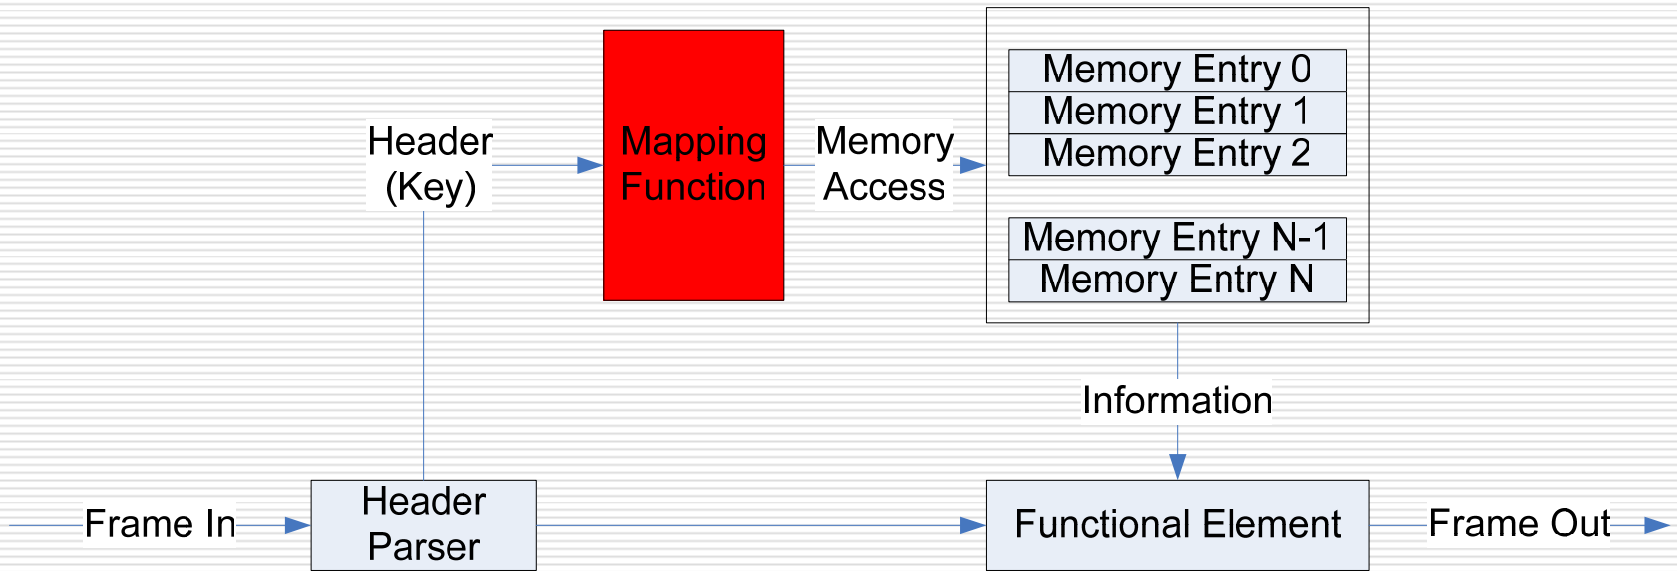 Header
(Key)
Mapping
Function
Memory
Access
Memory Entry 0
Memory Entry 1
Memory Entry 2
Memory Entry N-1
Memory Entry N
Information
Frame In
Header
Parser
Functional Element
Frame Out